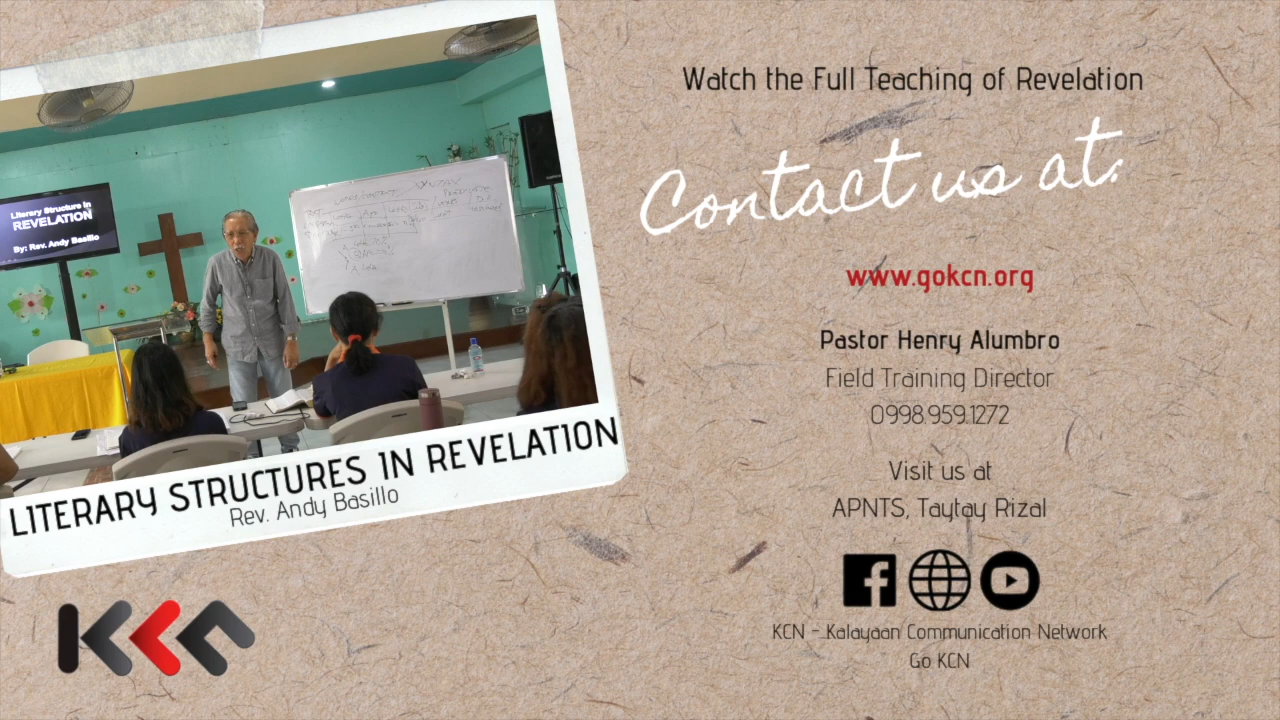 Literary Structure in
REVELATION
By: Rev. Andy Basillo
LITERARY STRUCTURES IN REVELATION
Rev. Andy Basillo
KCN
Watch the Full Teaching of Revelation
Contact us at:
www.gokcn.org
Pastor Henry Alumbro
Field Training Director
0998.959.1272
Visit us at
APNTS, Taytay Rizal
KCN - Kalayaan Communication Network
Go KCN